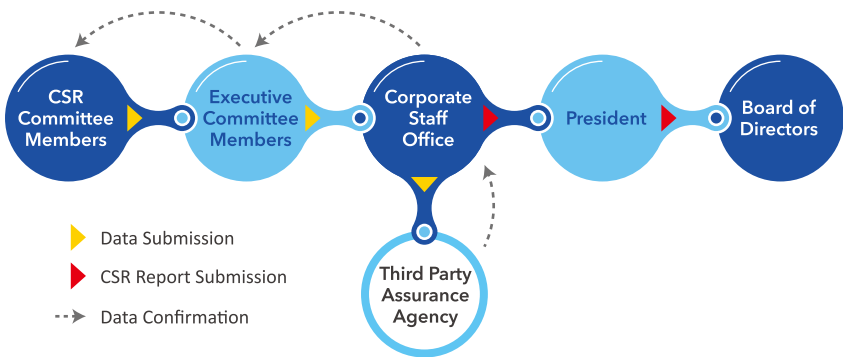 CSR
Committee
Members
Executive
Committee
Members
Corporate
Staff
Office
President
Board of
Directors
Third Party
Assurance
Agency
Data Submission
CSR Report Submission
Data Confirmation